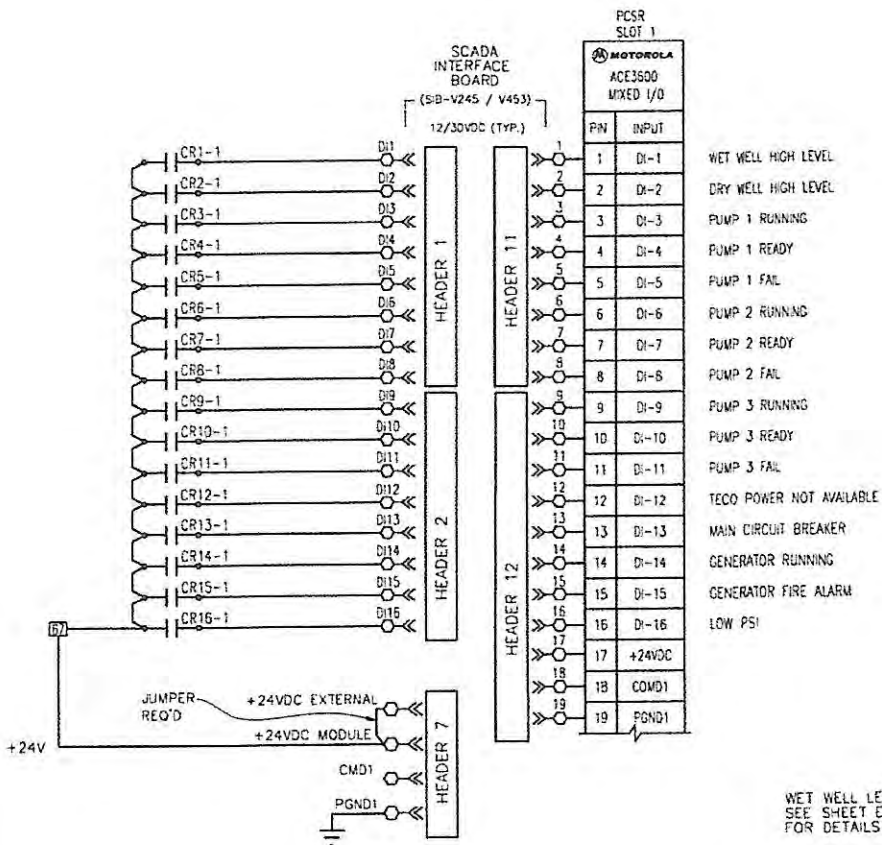 PCSR
SLOT 1
MOTOROLA
ACE3600
MIXED I/O
PIN INPUT
SCADA
INTERFACE
BOARD
(SIB-V245 / V453)
12/30VDC (TYP.)
CR1-1 DI1 1 1 DI-1 WET WELL HIGH LEVEL
CR2-1 DI2 2 2 DI-2 DRY WELL HIGH LEVEL
CR3-1 DI3 3 3 DI-3 PUMP 1 RUNNING
CR4-1 DI4 4 4 DI-4 PUMP 1 READY
CR5-1 DI5 5 5 DI-5 PUMP 1 FAIL
CR6-1 DI6 6 6 DI-6 PUMP 2 RUNNING
CR7-1 DI7 7 7 DI-7 PUMP 2 READY
CR8-1 DI8 8 8 DI-8 PUMP 2 FAIL
HEADER 1
HEADER 11
CR9-1 DI9 9 9 DI-9 PUMP 3 RUNNING
CR10-1 DI10 10 10 DI-10 PUMP 3 READY
CR11-1 DI11 11 11 DI-11 PUMP 3 FAIL
CR12-1 DI12 12 12 DI-12 TECO POWER NOT AVAILABLE
CR13-1 DI13 13 13 DI-13 MAIN CIRCUIT BREAKER
CR14-1 DI14 14 14 DI-14 GENERATOR RUNNING
CR15-1 DI15 15 15 DI-15 GENERATOR FIRE ALARM
CR16-1 DI16 16 16 DI-16 LOW PSI
HEADER 2
HEADER 12
17 17 +24VDC
18 18 COMD1
19 19 PGND1
67
+24V
JUMPER
REQ'D
+24VDC EXTERNAL
+24VDC MODULE
CMD1
PGND1
HEADER 7
WET WELL LE
SEE SHEET E
FOR DETAILS